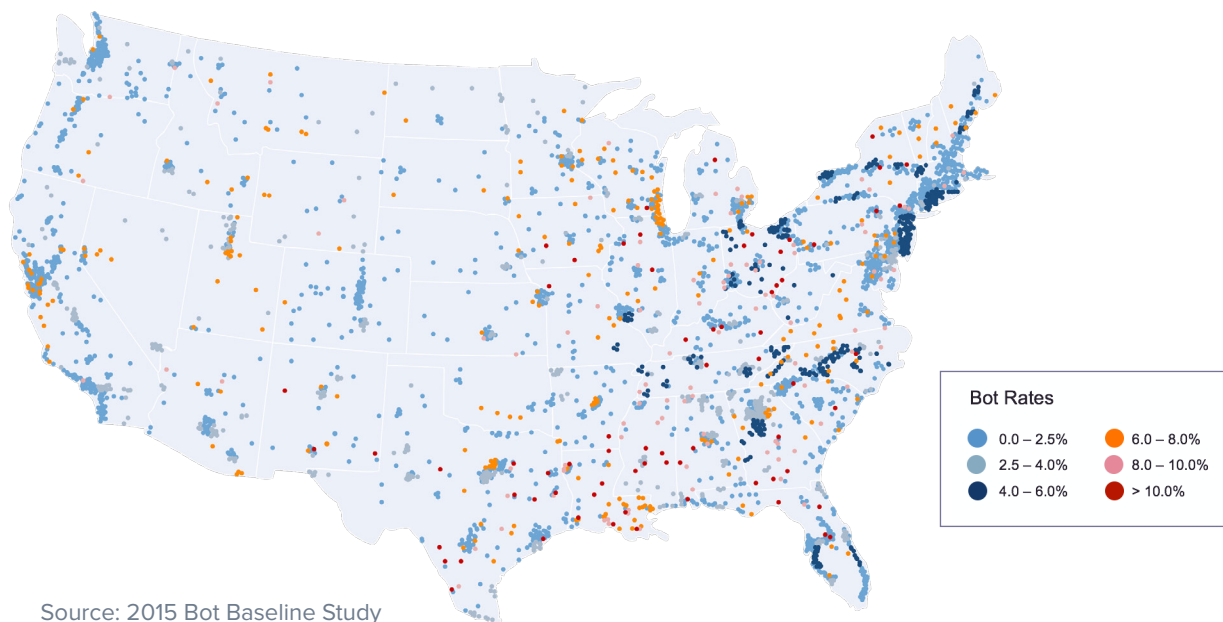 Bot Rates
0.0 – 2.5%
6.0 – 8.0%
2.5 – 4.0%
8.0 – 10.0%
4.0 – 6.0%
> 10.0%
Source: 2015 Bot Baseline Study